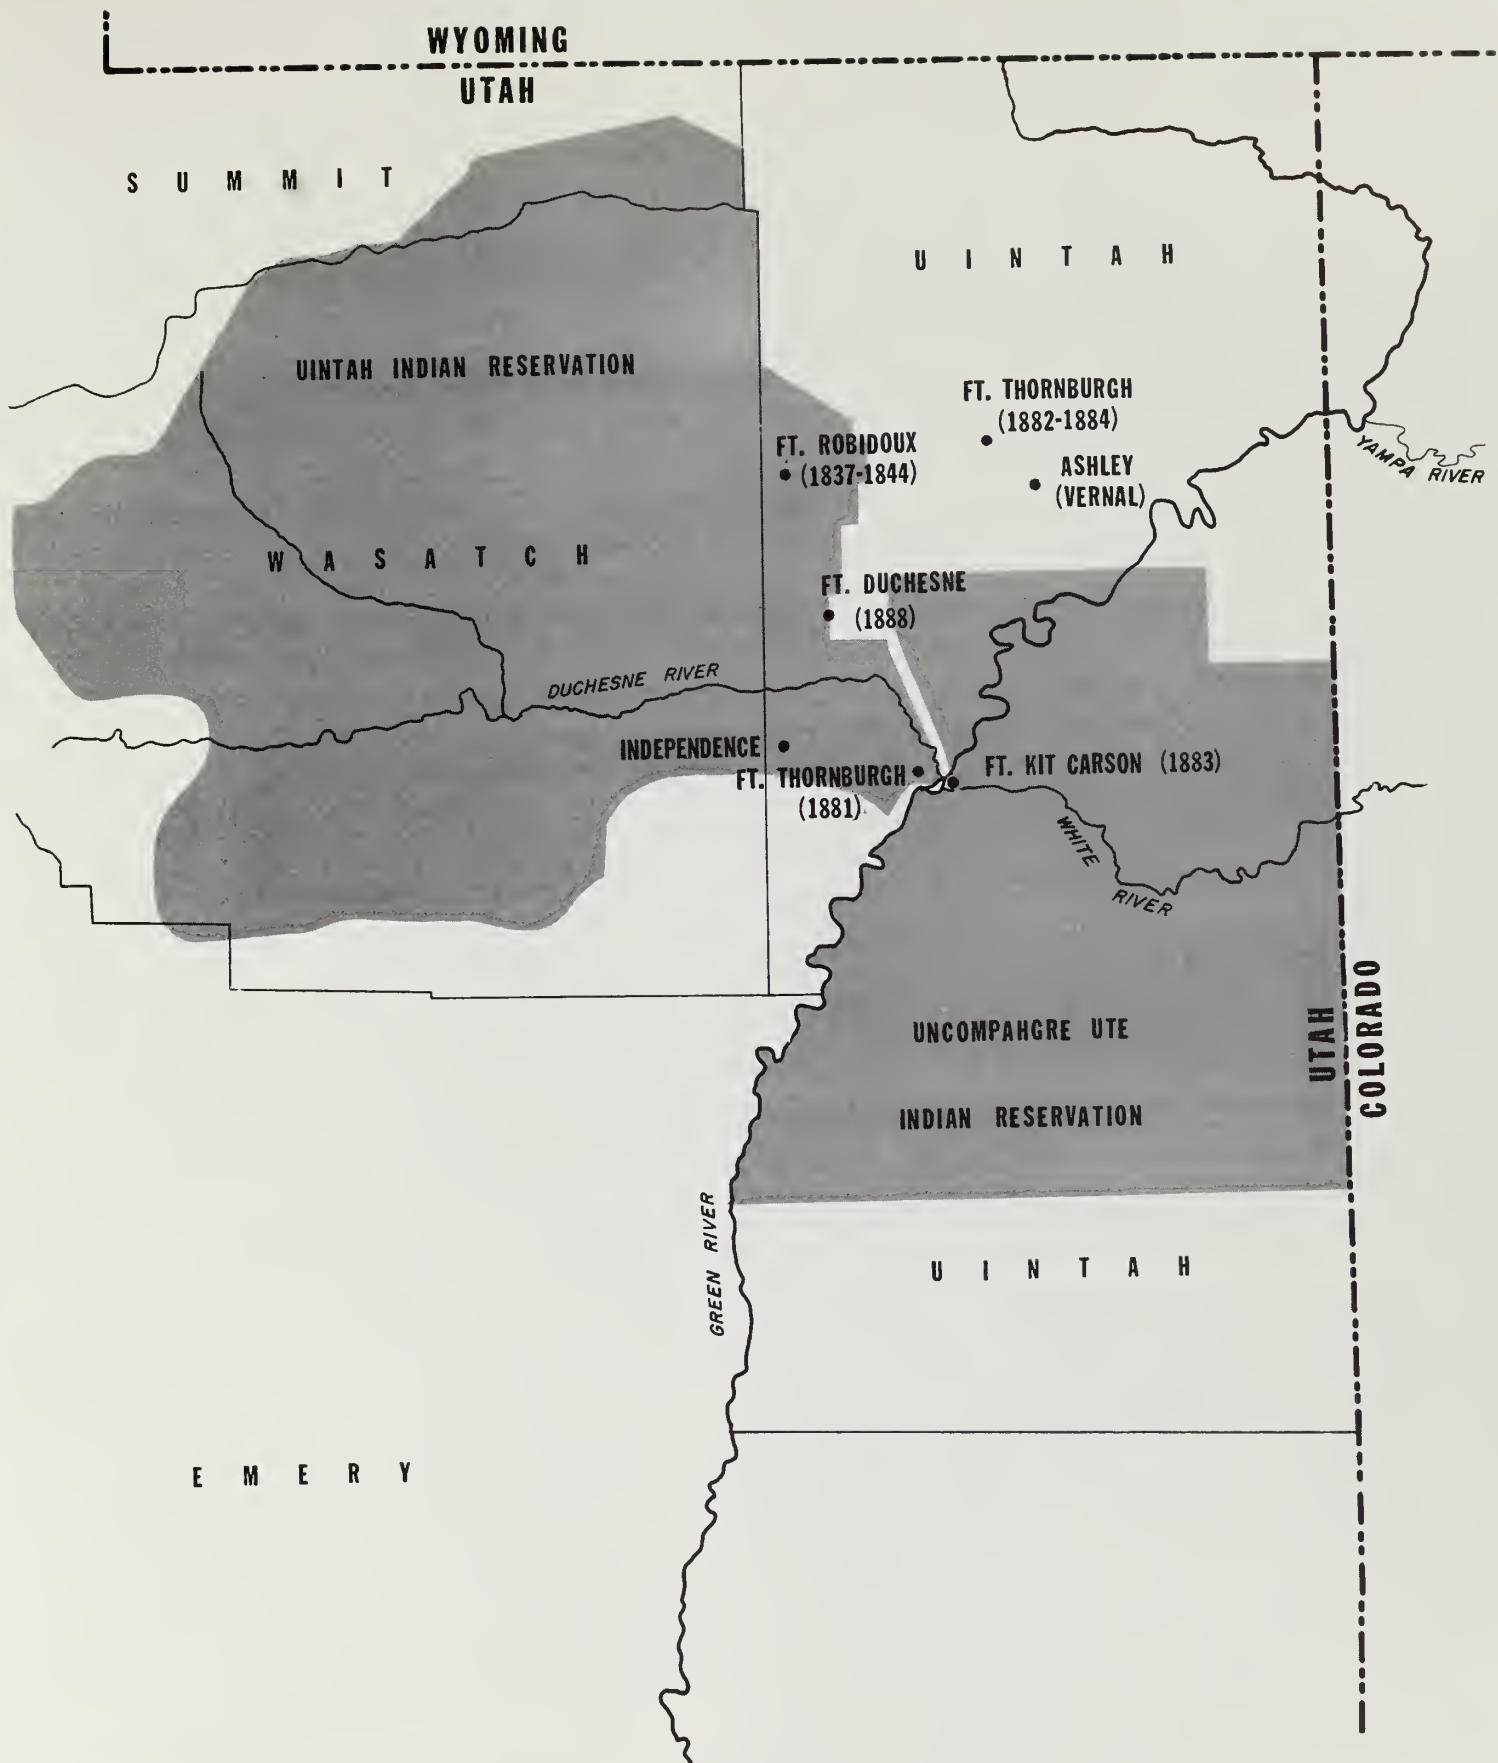 WYOMING
UTAH
SUMMIT
UINTAH
UINTAH INDIAN RESERVATION
FT. THORNBURGH
(1882-1884)
FT. ROBIDOUX
(1837-1844)
ASHLEY
(VERNAL)
YAMPA RIVER
WASATCH
FT. DUCHESNE
(1888)
DUCHESNE RIVER
INDEPENDENCE
FT. THORNBURGH
(1881)
FT. KIT CARSON (1883)
WHITE
RIVER
UTAH
COLORADO
UNCOMPAHGRE UTE
INDIAN RESERVATION
GREEN RIVER
UINTAH
EMERY